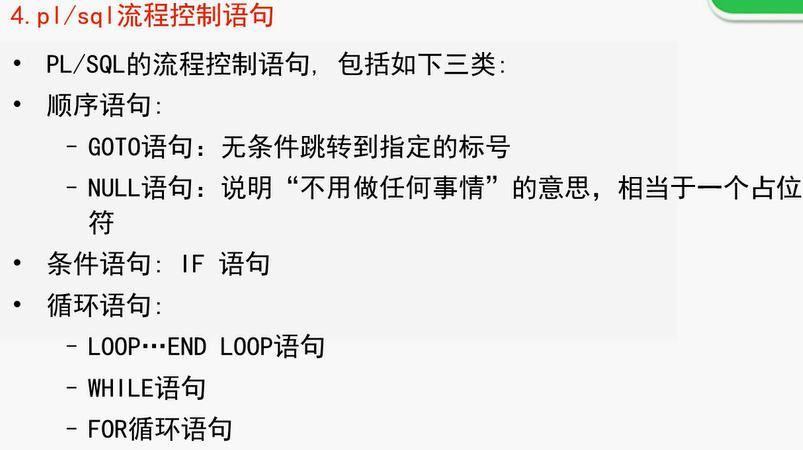 4.pl/sql流程控制语句
• PL/SQL的流程控制语句, 包括如下三类:
• 顺序语句:
– GOTO语句：无条件跳转到指定的标号
– NULL语句：说明“不用做任何事情”的意思，相当于一个占位
符
• 条件语句: IF 语句
• 循环语句:
– LOOP…END LOOP语句
– WHILE语句
– FOR循环语句